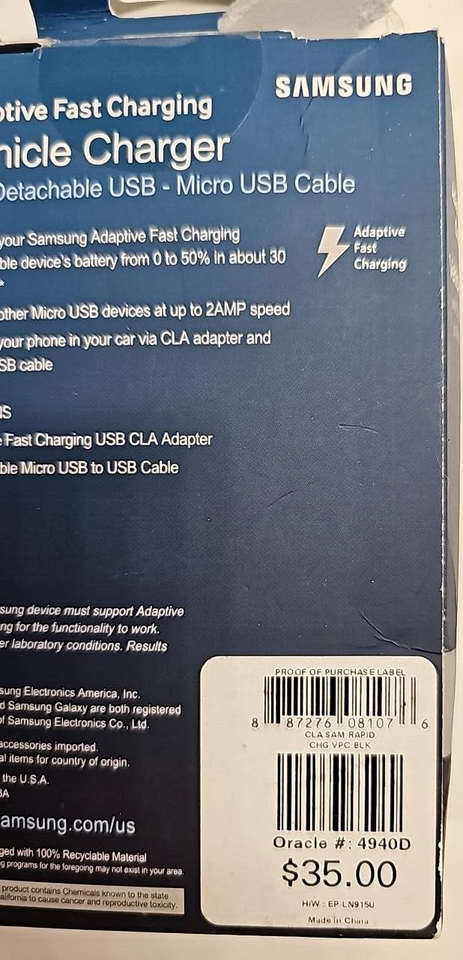 SAMSUNG
ptive Fast Charging
hicle Charger
Detachable USB - Micro USB Cable
your Samsung Adaptive Fast Charging
ble device's battery from 0 to 50% in about 30
*
other Micro USB devices at up to 2AMP speed
your phone in your car via CLA adapter and
SB cable
Adaptive
Fast
Charging
NS
e Fast Charging USB CLA Adapter
ble Micro USB to USB Cable
sung device must support Adaptive
ng for the functionality to work.
er laboratory conditions. Results
sung Electronics America, Inc.
d Samsung Galaxy are both registered
of Samsung Electronics Co., Ltd.
accessories imported.
al items for country of origin.
the U.S.A.
SA
amsung.com/us
ged with 100% Recyclable Material
g programs for the foregoing may not exist in your area.
product contains Chemicals known to the state
alifornia to cause cancer and reproductive toxicity.
PROOF OF PURCHASE LABEL
8 87276 08107 6
CLA SAM RAPID
CHG VPC BLK
Oracle #: 4940D
$35.00
H/W : EP-LN915U
Made in China